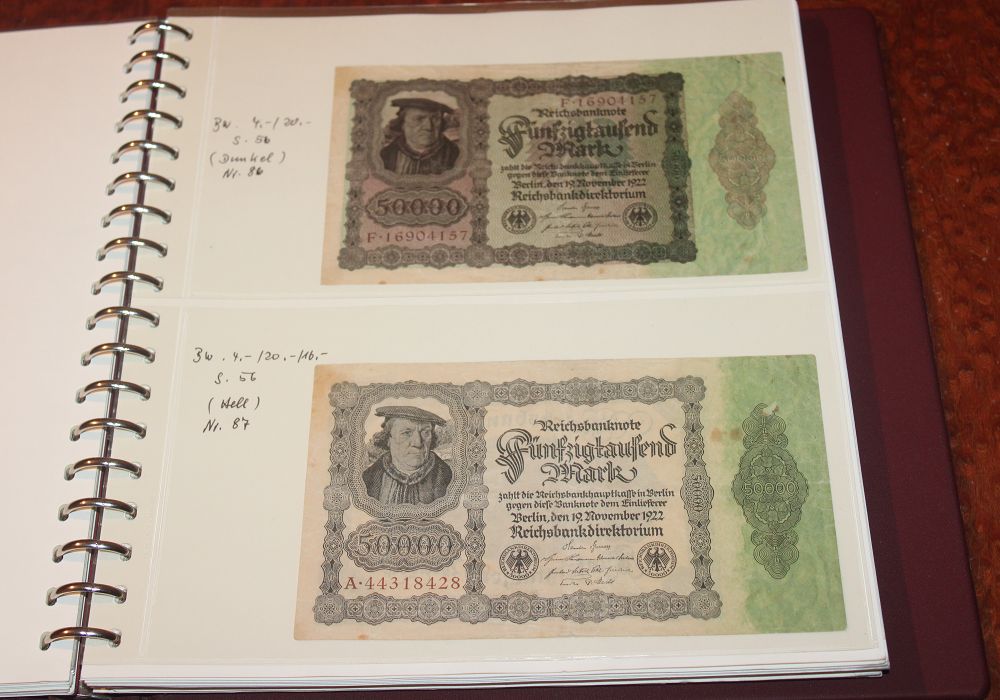 Bw. 4.-/20.-
S. 56
(Dunkel)
Nr. 86
F·16904157
Reichsbanknote
Fünfzigtausend
Mark
zahlt die Reichsbankhauptkasse in Berlin
gegen diese Banknote dem Einlieferer
Berlin, den 19. November 1922
Reichsbankdirektorium
50000
F·16904157
Bw. 4.-/20.-/16.-
S. 56
(Hell)
Nr. 87
Reichsbanknote
Fünfzigtausend
Mark
zahlt die Reichsbankhauptkasse in Berlin
gegen diese Banknote dem Einlieferer
Berlin, den 19. November 1922
Reichsbankdirektorium
50000
A·44318428
50000
50000